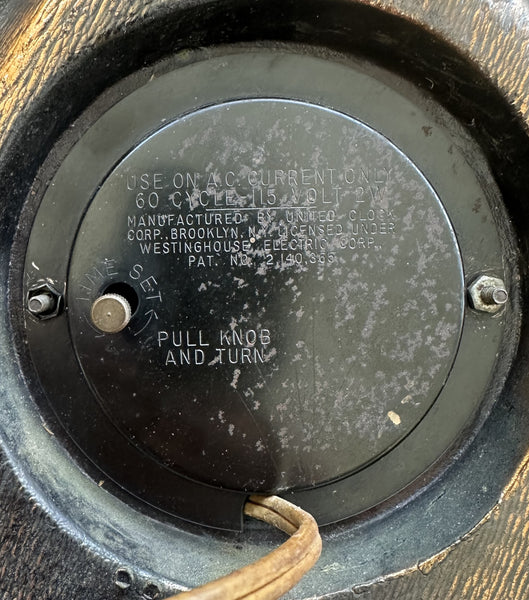 USE ON A.C. CURRENT ONLY
60 CYCLE 115 VOLT 2W
MANUFACTURED BY UNITED CLOCK
CORP., BROOKLYN, N.Y. LICENSED UNDER
WESTINGHOUSE ELECTRIC CORP.,
PAT. NO. 2,140,365
TIME SET
PULL KNOB
AND TURN